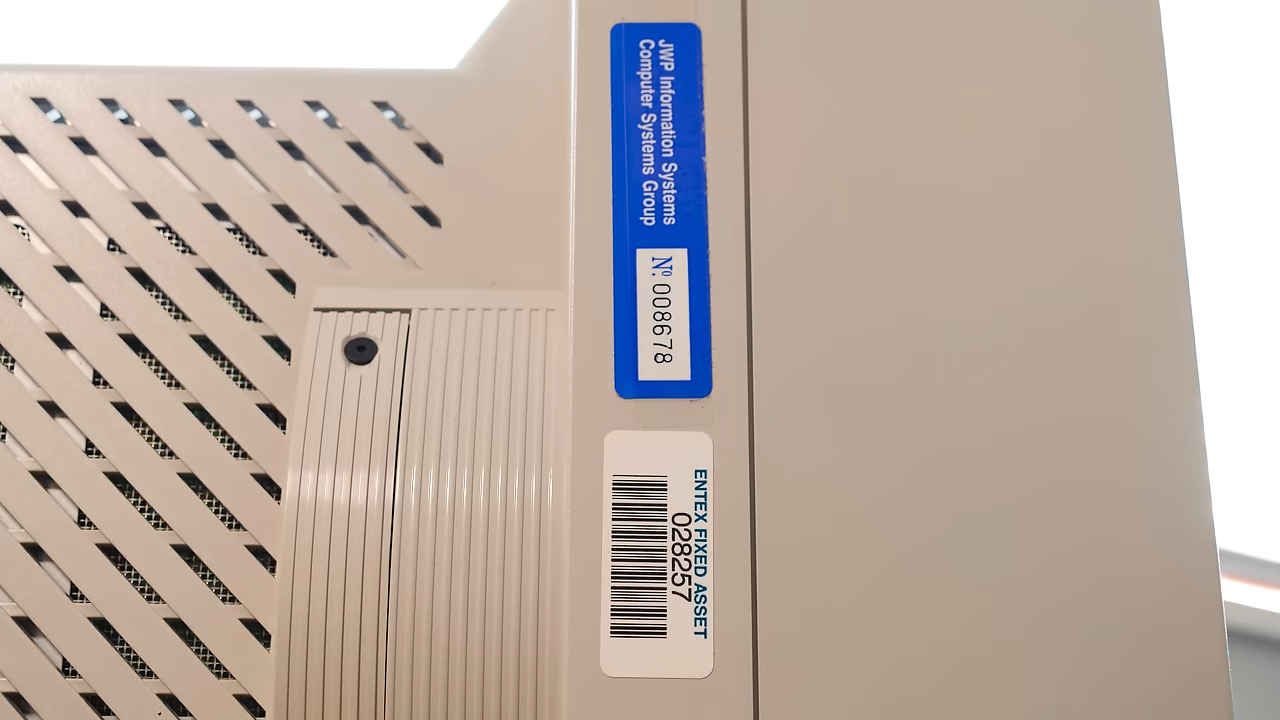 JWP Information Systems
Computer Systems Group
Nº. 008678
ENTEX FIXED ASSET
028257